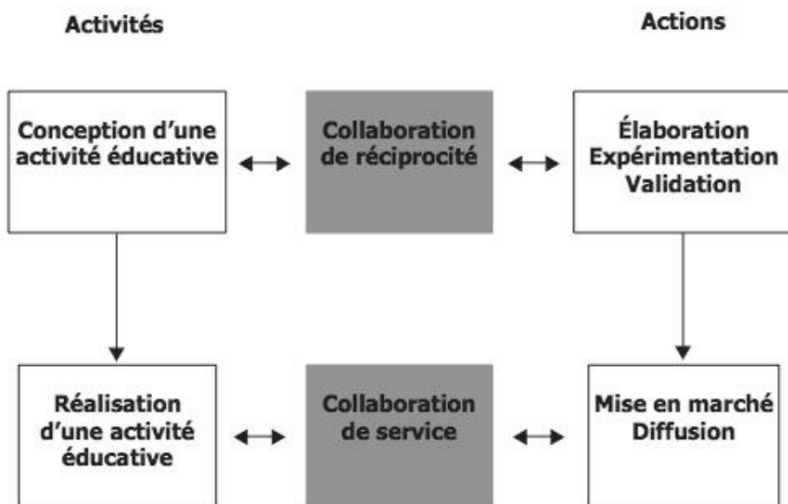 Activités
Actions
Conception d'une
activité éducative
Collaboration
de réciprocité
Élaboration
Expérimentation
Validation
Réalisation
d'une activité
éducative
Collaboration
de service
Mise en marché
Diffusion